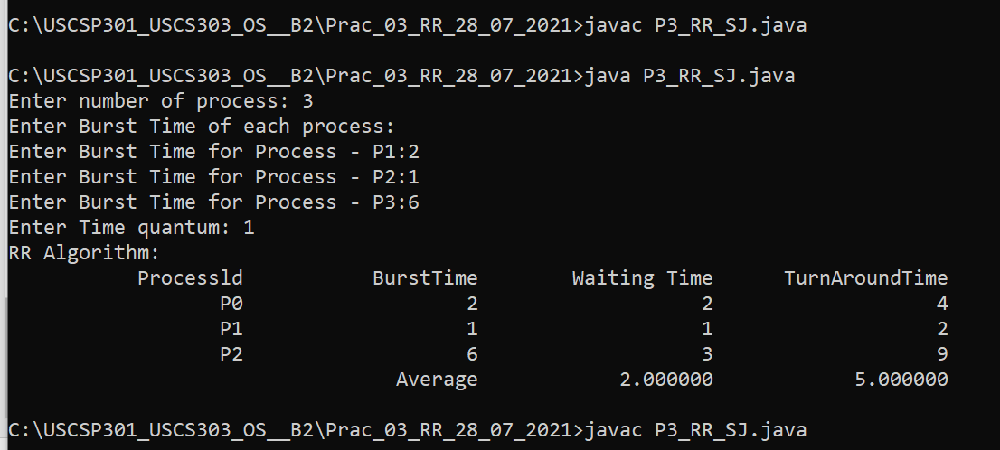 C:\USCSP301_USCS303_OS__B2\Prac_03_RR_28_07_2021>javac P3_RR_SJ.java
C:\USCSP301_USCS303_OS__B2\Prac_03_RR_28_07_2021>java P3_RR_SJ.java
Enter number of process: 3
Enter Burst Time of each process:
Enter Burst Time for Process - P1:2
Enter Burst Time for Process - P2:1
Enter Burst Time for Process - P3:6
Enter Time quantum: 1
RR Algorithm:
Processld BurstTime Waiting Time TurnAroundTime
P0 2 2 4
P1 1 1 2
P2 6 3 9
Average 2.000000 5.000000
C:\USCSP301_USCS303_OS__B2\Prac_03_RR_28_07_2021>javac P3_RR_SJ.java